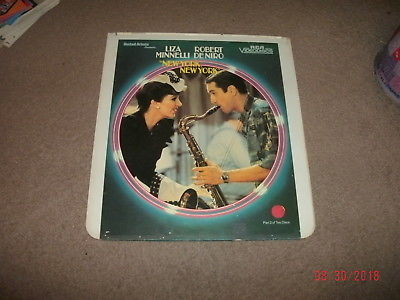 United Artists
Presents
LIZA MINNELLI
ROBERT DE NIRO
"NEW YORK,
NEW YORK"
RCA
VideoDiscs
Part 2 of Two Discs
08/30/2018